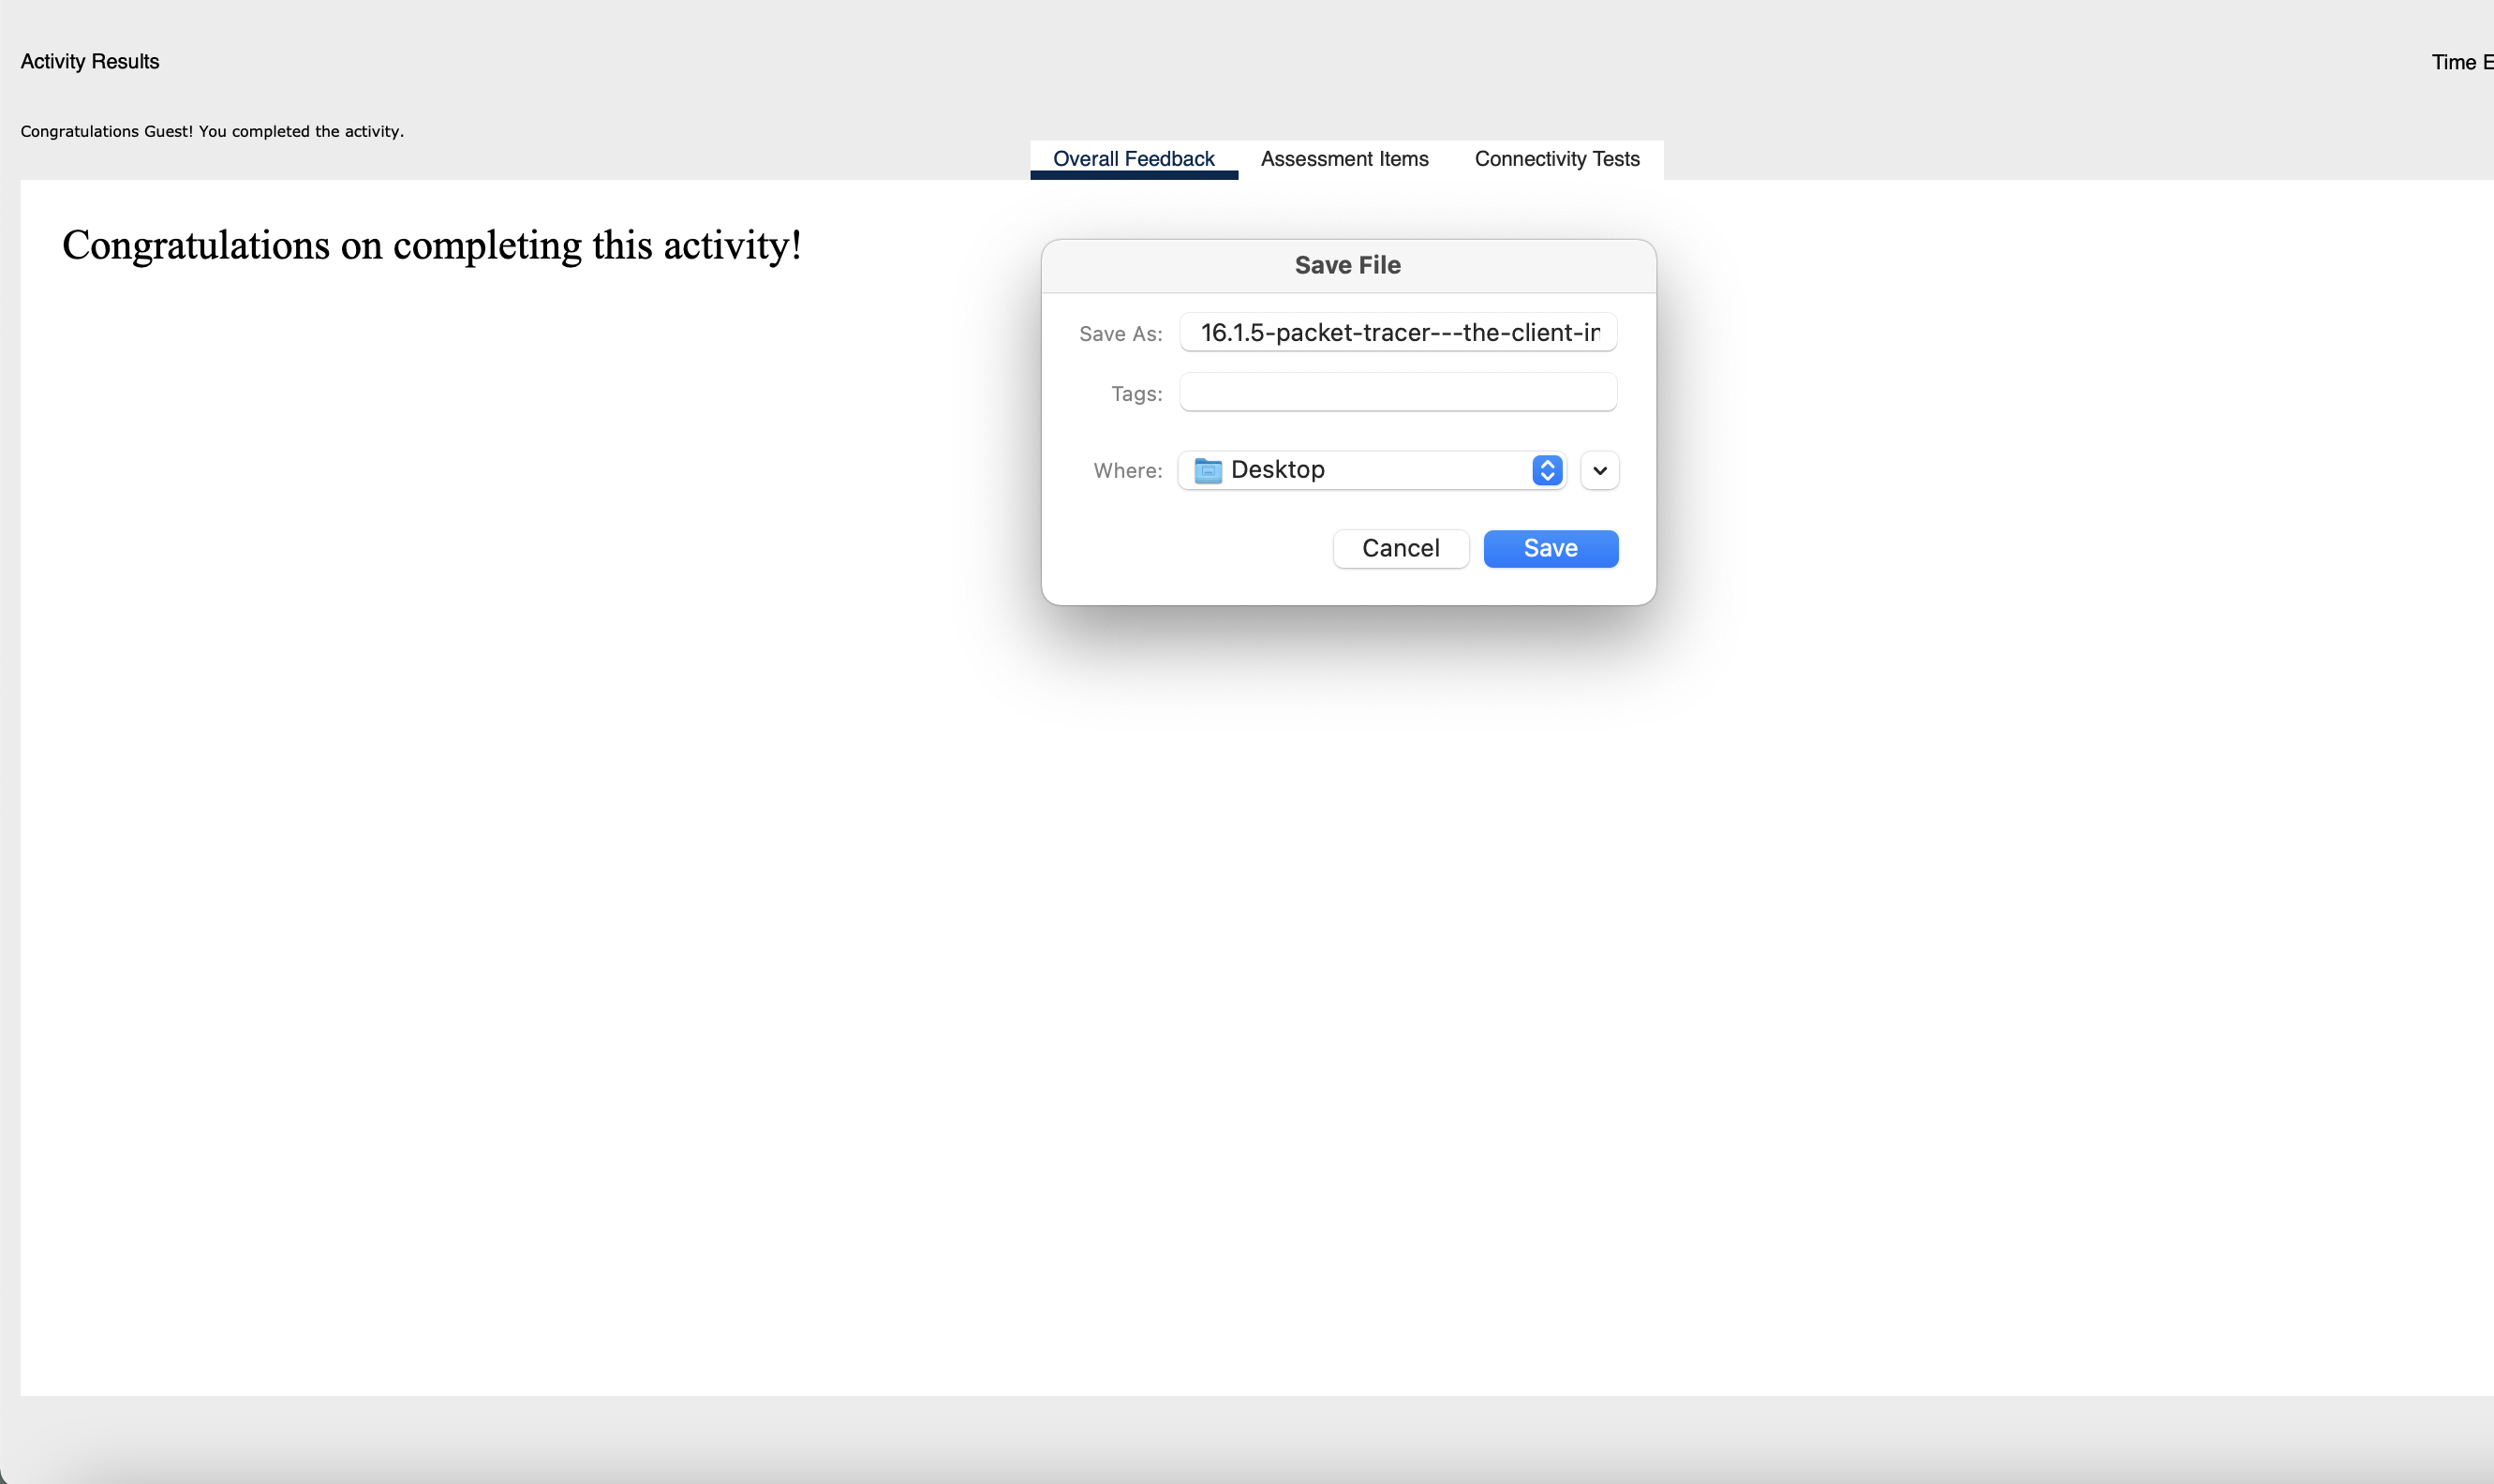 Activity Results
Time E
Congratulations Guest! You completed the activity.
Overall Feedback Assessment Items Connectivity Tests
Congratulations on completing this activity!
Save File
Save As: 16.1.5-packet-tracer---the-client-in
Tags:
Where: Desktop
Cancel Save